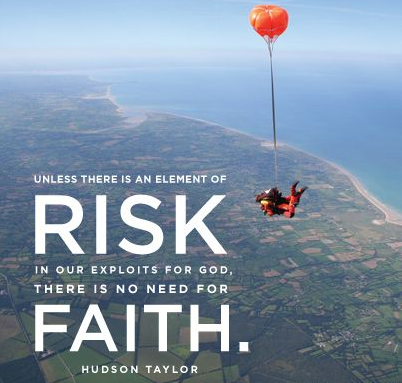 UNLESS THERE IS AN ELEMENT OF
RISK
IN OUR EXPLOITS FOR GOD,
THERE IS NO NEED FOR
FAITH.
HUDSON TAYLOR